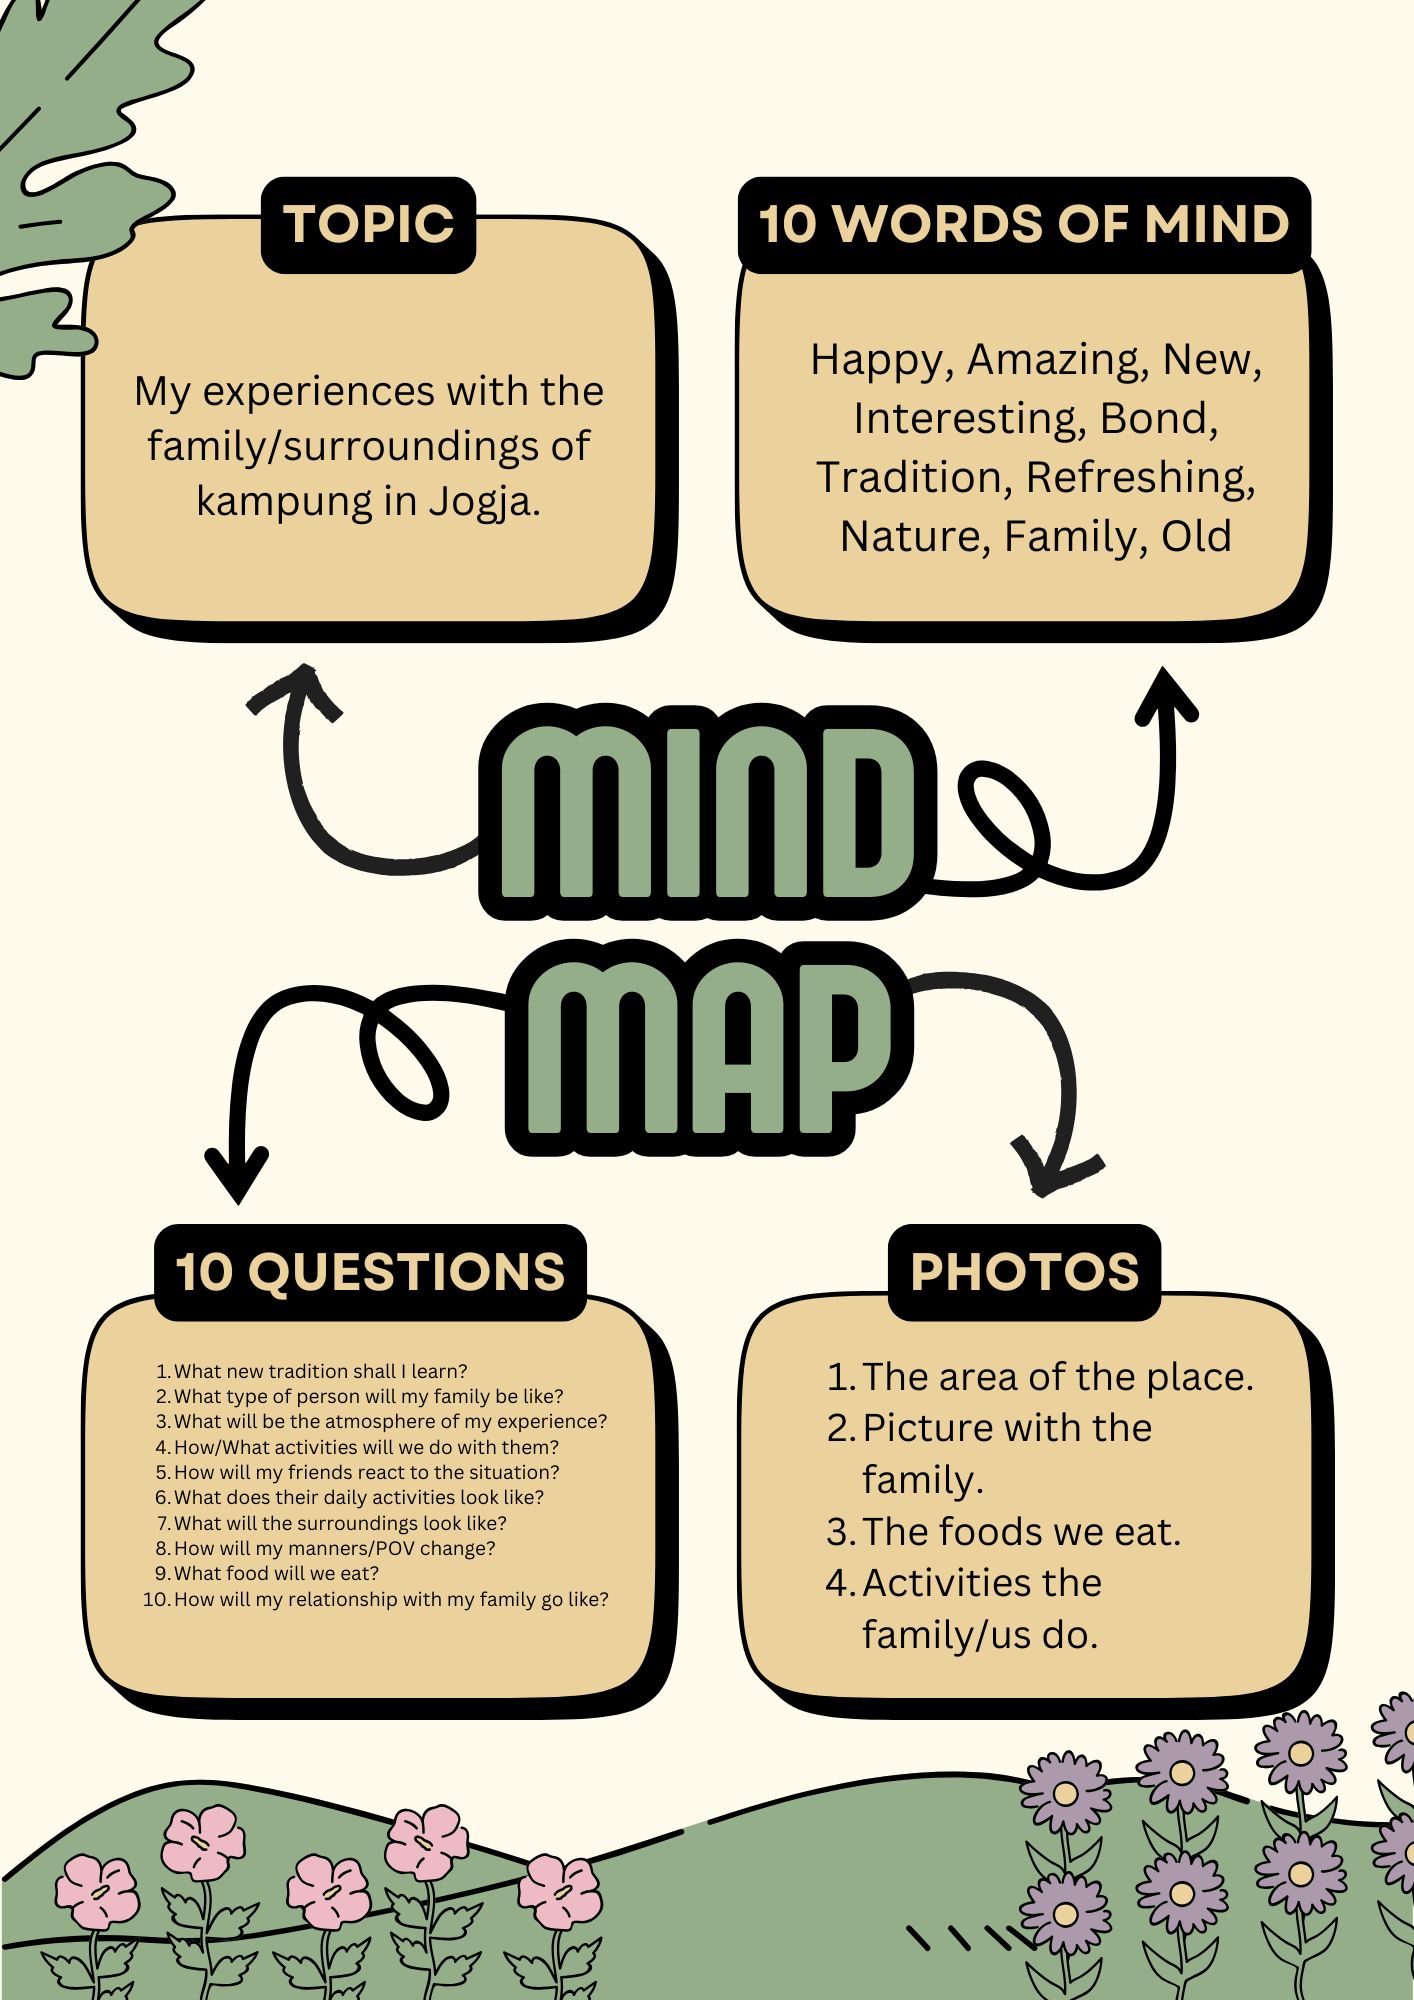 TOPIC
My experiences with the
family/surroundings of
kampung in Jogja.
10 WORDS OF MIND
Happy, Amazing, New,
Interesting, Bond,
Tradition, Refreshing,
Nature, Family, Old
MIND
MAP
10 QUESTIONS
1. What new tradition shall I learn?
2. What type of person will my family be like?
3. What will be the atmosphere of my experience?
4. How/What activities will we do with them?
5. How will my friends react to the situation?
6. What does their daily activities look like?
7. What will the surroundings look like?
8. How will my manners/POV change?
9. What food will we eat?
10. How will my relationship with my family go like?
PHOTOS
1. The area of the place.
2. Picture with the
family.
3. The foods we eat.
4. Activities the
family/us do.